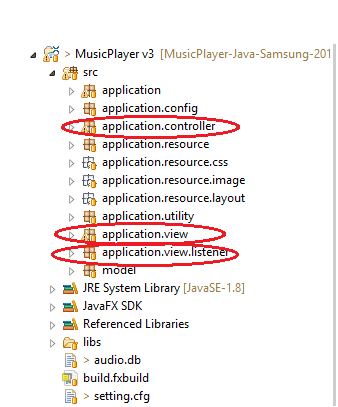 > MusicPlayer v3 [MusicPlayer-Java-Samsung-201
src
application
application.config
application.controller
application.resource
application.resource.css
application.resource.image
application.resource.layout
application.utility
application.view
application.view.listener
model
JRE System Library [JavaSE-1.8]
JavaFX SDK
Referenced Libraries
libs
> audio.db
build.fxbuild
> setting.cfg